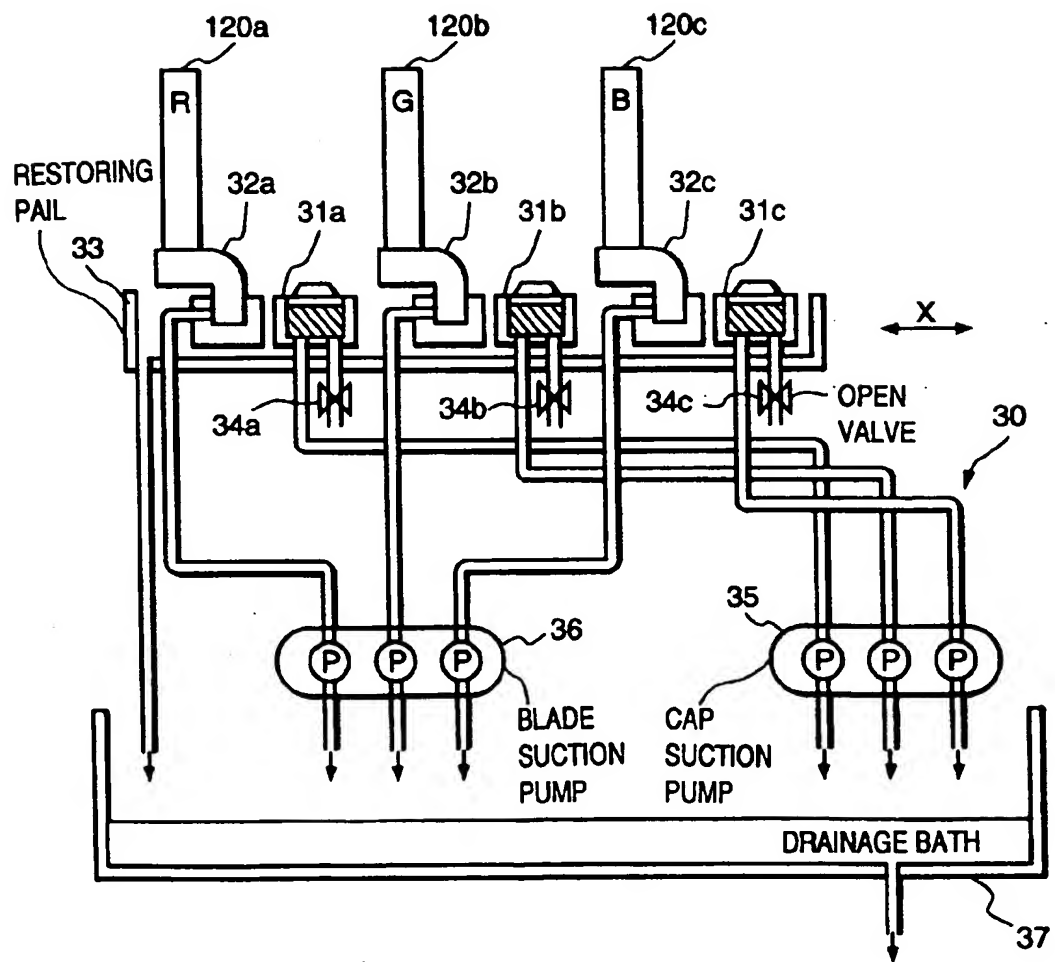 120a
120b
120c
R
G
B
RESTORING
PAIL
32a
32b
32c
31a
31b
31c
33
X
34a
34b
34c
OPEN
VALVE
30
36
35
P
P
P
P
P
P
BLADE
SUCTION
PUMP
CAP
SUCTION
PUMP
DRAINAGE BATH
37